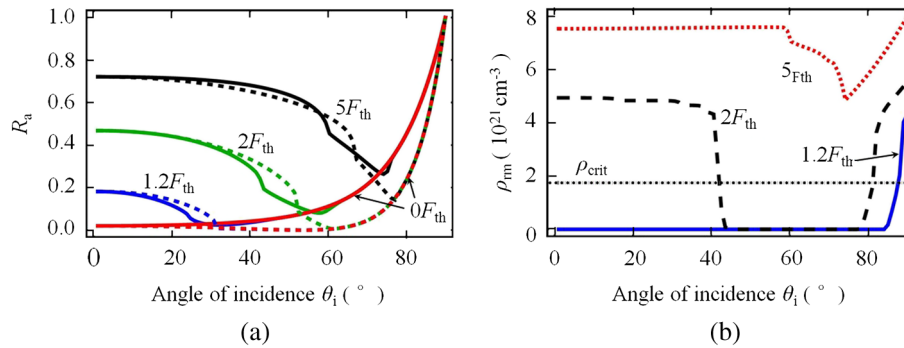 1.0
0.8
0.6
0.4
0.2
0.0
R_a
5F_th
2F_th
1.2F_th
0F_th
0 20 40 60 80
Angle of incidence θ_i ( ° )
(a)
8
6
4
2
0
ρ_nn ( 10^21 cm^-3
5_Fth
2F_th
1.2F_th
ρ_crit
0 20 40 60 80
Angle of incidence θ_i ( ° )
(b)